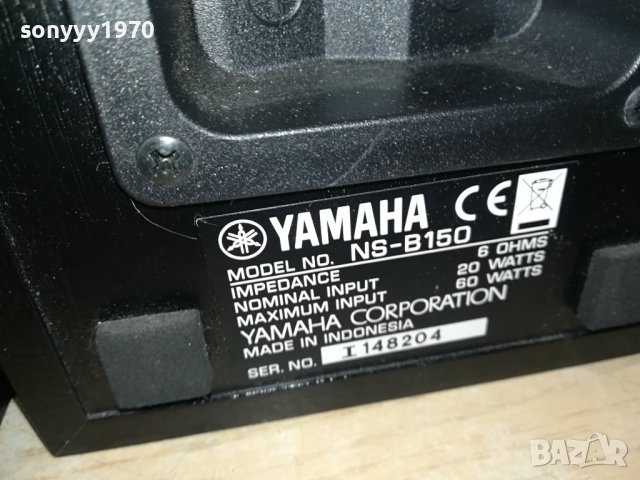 sonyyy1970
YAMAHA CE
MODEL NO. NS-B150
IMPEDANCE 6 OHMS
NOMINAL INPUT 20 WATTS
MAXIMUM INPUT 60 WATTS
YAMAHA CORPORATION
MADE IN INDONESIA
SER. NO. I148204
BAZAR